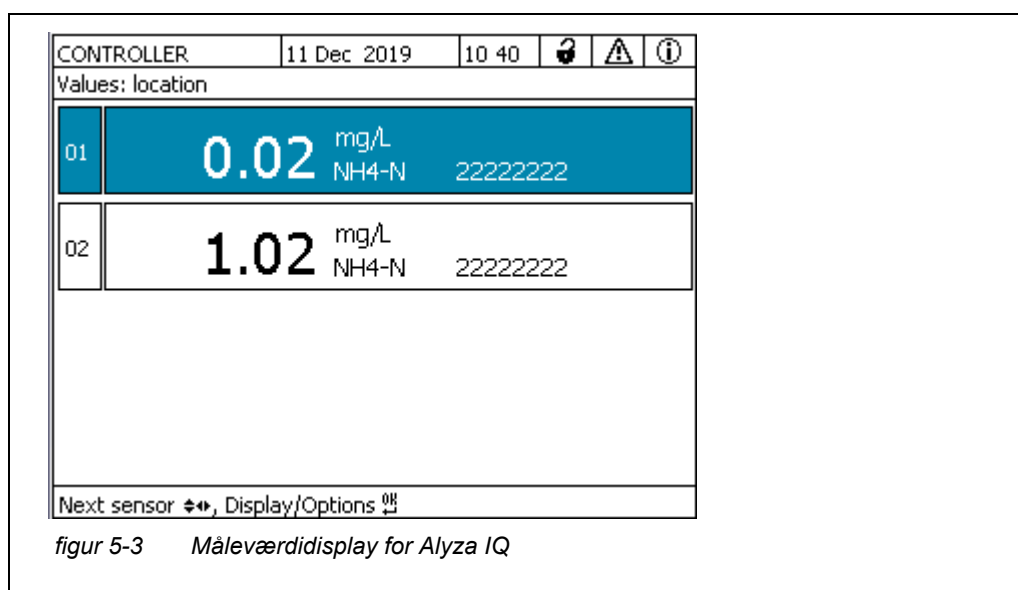 CONTROLLER 11 Dec 2019 10 40
Values: location
01 0.02 mg/L NH4-N 22222222
02 1.02 mg/L NH4-N 22222222
Next sensor, Display/Options OK
figur 5-3 Måleværdidisplay for Alyza IQ